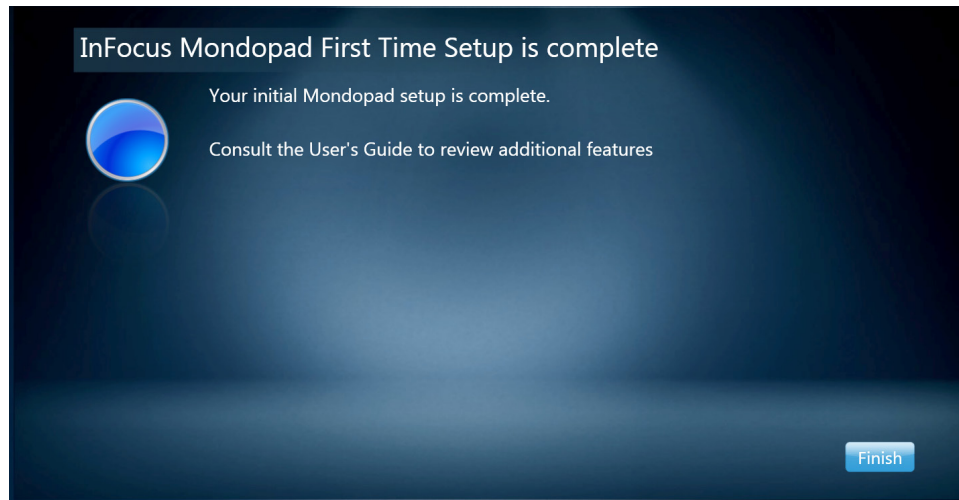 InFocus Mondopad First Time Setup is complete
Your initial Mondopad setup is complete.
Consult the User's Guide to review additional features
Finish